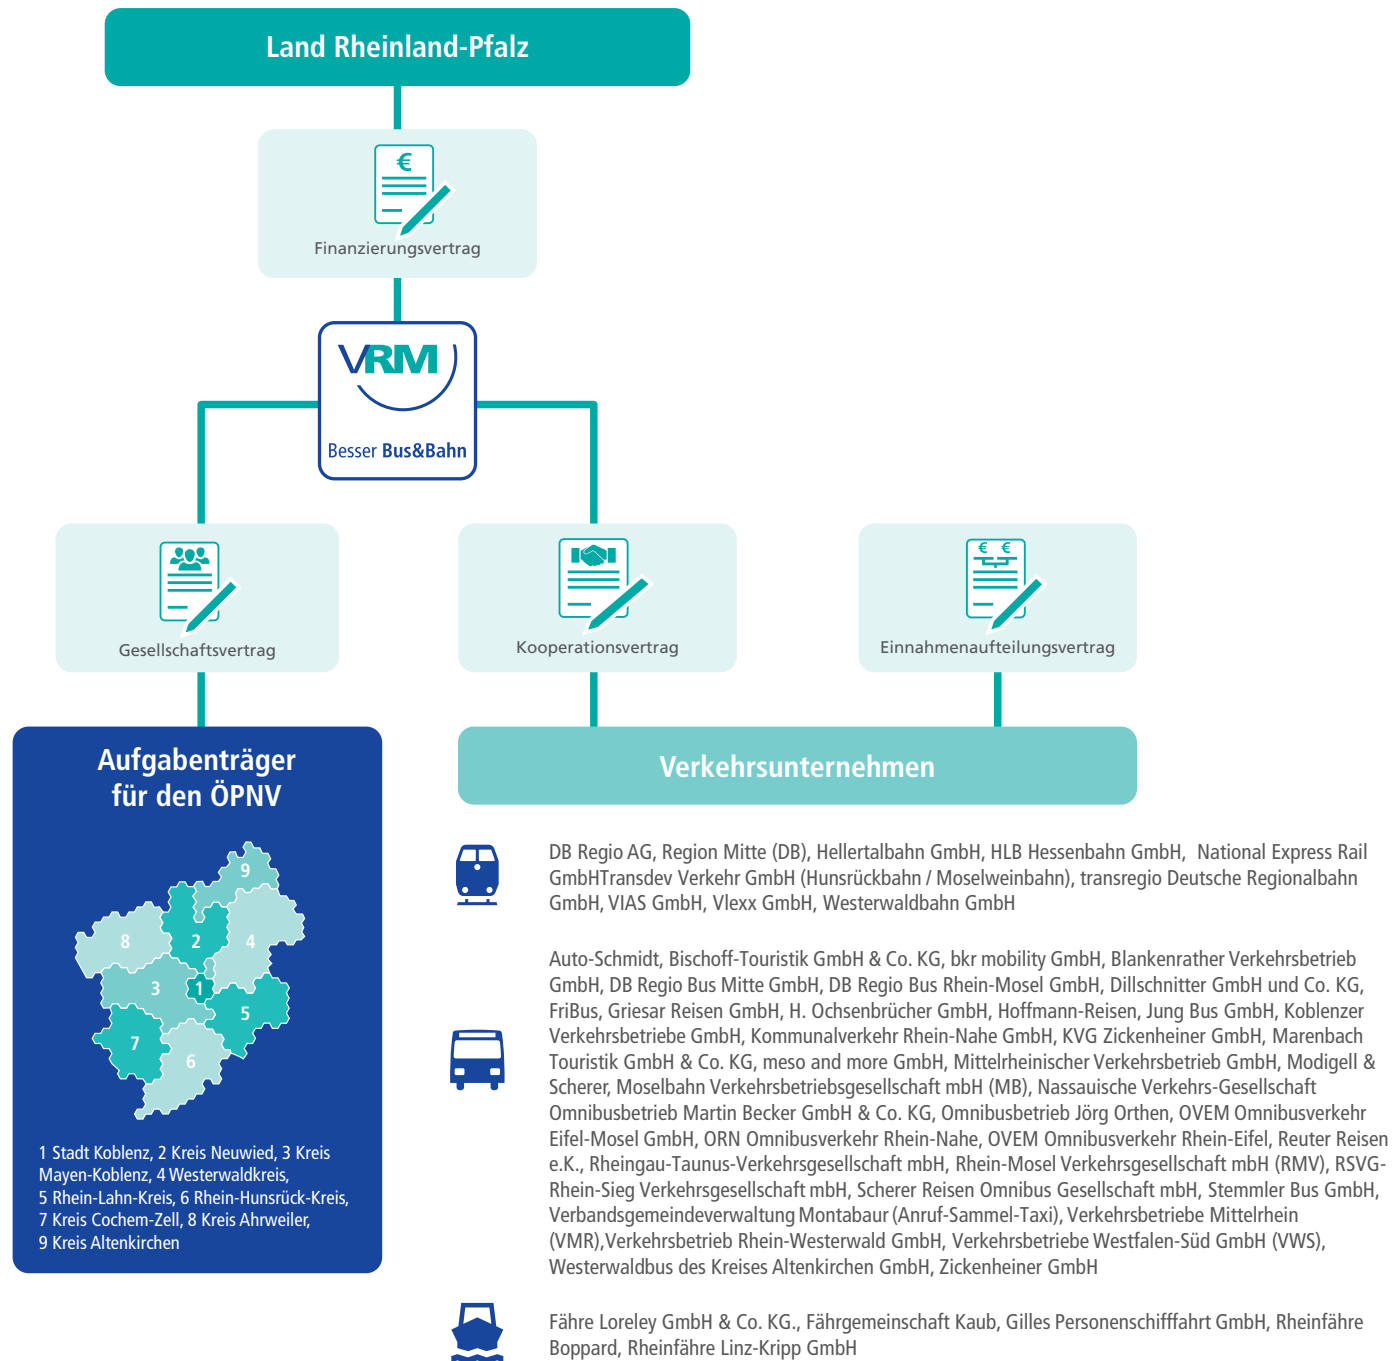 Land Rheinland-Pfalz
€
Finanzierungsvertrag
VRM
Besser Bus&Bahn
Gesellschaftsvertrag
Kooperationsvertrag
€ €
Einnahmenaufteilungsvertrag
Aufgabenträger
für den ÖPNV
9
8
2
4
3
1
5
7
6
1 Stadt Koblenz, 2 Kreis Neuwied, 3 Kreis
Mayen-Koblenz, 4 Westerwaldkreis,
5 Rhein-Lahn-Kreis, 6 Rhein-Hunsrück-Kreis,
7 Kreis Cochem-Zell, 8 Kreis Ahrweiler,
9 Kreis Altenkirchen
Verkehrsunternehmen
DB Regio AG, Region Mitte (DB), Hellertalbahn GmbH, HLB Hessenbahn GmbH, National Express Rail
GmbHTransdev Verkehr GmbH (Hunsrückbahn / Moselweinbahn), transregio Deutsche Regionalbahn
GmbH, VIAS GmbH, Vlexx GmbH, Westerwaldbahn GmbH
Auto-Schmidt, Bischoff-Touristik GmbH & Co. KG, bkr mobility GmbH, Blankenrather Verkehrsbetrieb
GmbH, DB Regio Bus Mitte GmbH, DB Regio Bus Rhein-Mosel GmbH, Dillschnitter GmbH und Co. KG,
FriBus, Griesar Reisen GmbH, H. Ochsenbrücher GmbH, Hoffmann-Reisen, Jung Bus GmbH, Koblenzer
Verkehrsbetriebe GmbH, Kommunalverkehr Rhein-Nahe GmbH, KVG Zickenheiner GmbH, Marenbach
Touristik GmbH & Co. KG, meso and more GmbH, Mittelrheinischer Verkehrsbetrieb GmbH, Modigell &
Scherer, Moselbahn Verkehrsbetriebsgesellschaft mbH (MB), Nassauische Verkehrs-Gesellschaft
Omnibusbetrieb Martin Becker GmbH & Co. KG, Omnibusbetrieb Jörg Orthen, OVEM Omnibusverkehr
Eifel-Mosel GmbH, ORN Omnibusverkehr Rhein-Nahe, OVEM Omnibusverkehr Rhein-Eifel, Reuter Reisen
e.K., Rheingau-Taunus-Verkehrsgesellschaft mbH, Rhein-Mosel Verkehrsgesellschaft mbH (RMV), RSVG-
Rhein-Sieg Verkehrsgesellschaft mbH, Scherer Reisen Omnibus Gesellschaft mbH, Stemmler Bus GmbH,
Verbandsgemeindeverwaltung Montabaur (Anruf-Sammel-Taxi), Verkehrsbetriebe Mittelrhein
(VMR),Verkehrsbetrieb Rhein-Westerwald GmbH, Verkehrsbetriebe Westfalen-Süd GmbH (VWS),
Westerwaldbus des Kreises Altenkirchen GmbH, Zickenheiner GmbH
Fähre Loreley GmbH & Co. KG., Fährgemeinschaft Kaub, Gilles Personenschifffahrt GmbH, Rheinfähre
Boppard, Rheinfähre Linz-Kripp GmbH